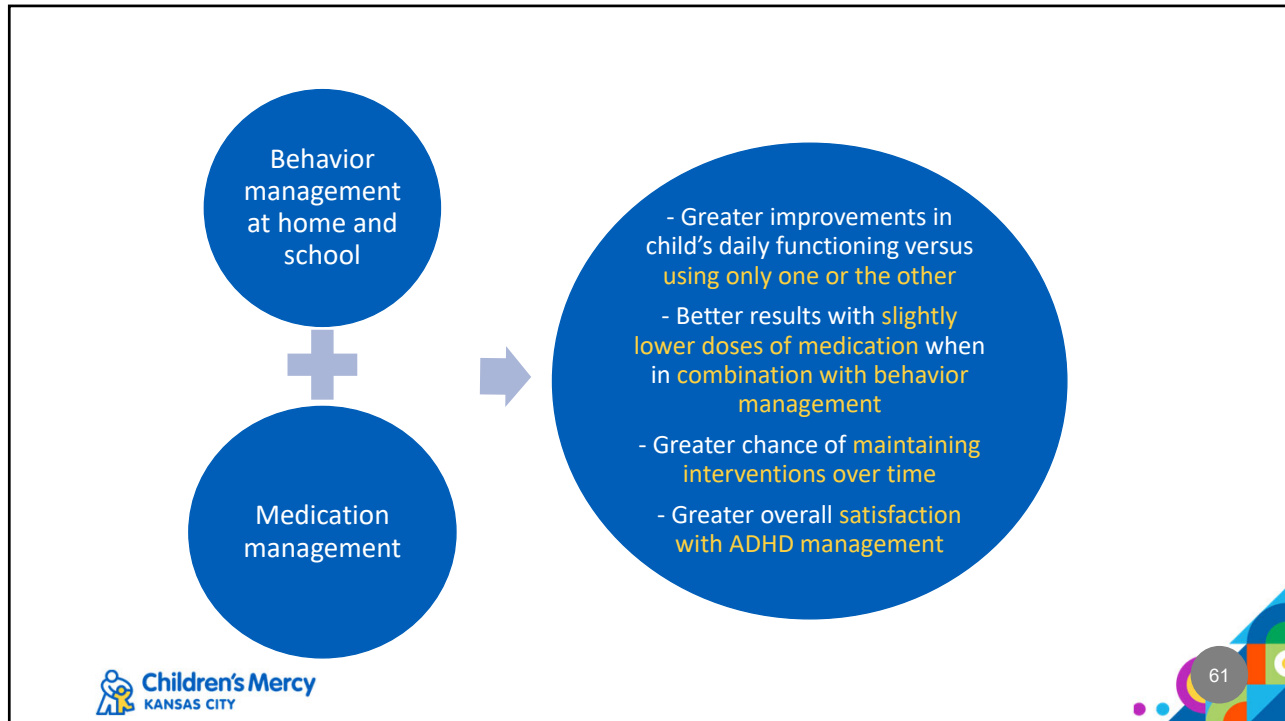 Behavior
management
at home and
school
Medication
management
- Greater improvements in
child’s daily functioning versus
using only one or the other
- Better results with slightly
lower doses of medication when
in combination with behavior
management
- Greater chance of maintaining
interventions over time
- Greater overall satisfaction
with ADHD management
Children's Mercy
KANSAS CITY
61